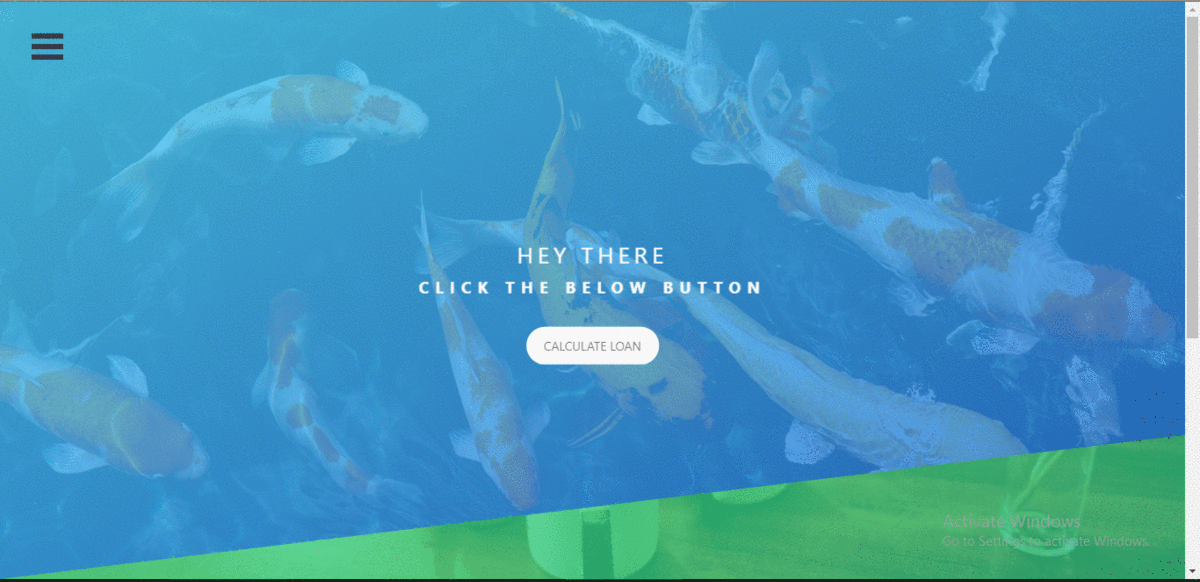 HEY THERE
CLICK THE BELOW BUTTON
CALCULATE LOAN
Activate Windows
Go to Settings to activate Windows.